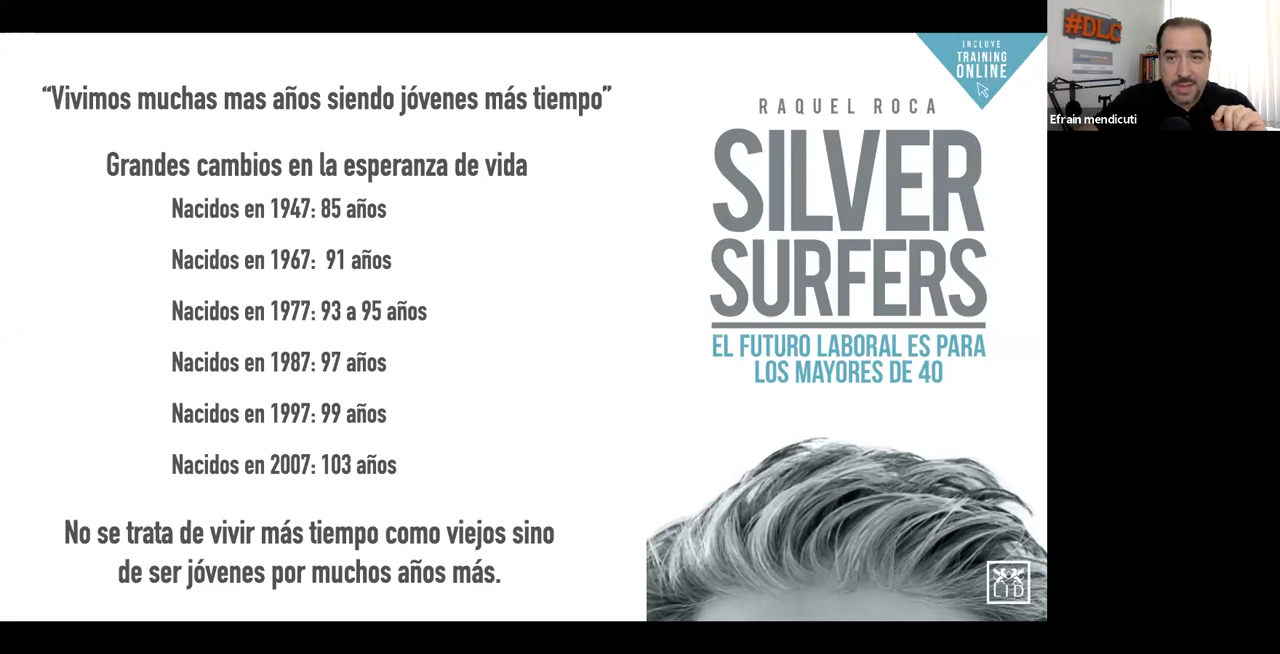 “Vivimos muchas mas años siendo jóvenes más tiempo”
Grandes cambios en la esperanza de vida
Nacidos en 1947: 85 años
Nacidos en 1967: 91 años
Nacidos en 1977: 93 a 95 años
Nacidos en 1987: 97 años
Nacidos en 1997: 99 años
Nacidos en 2007: 103 años
No se trata de vivir más tiempo como viejos sino
de ser jóvenes por muchos años más.
INCLUYE
TRAINING
ONLINE
RAQUEL ROCA
SILVER
SURFERS
EL FUTURO LABORAL ES PARA
LOS MAYORES DE 40
LID
#DLC
Efrain mendicuti